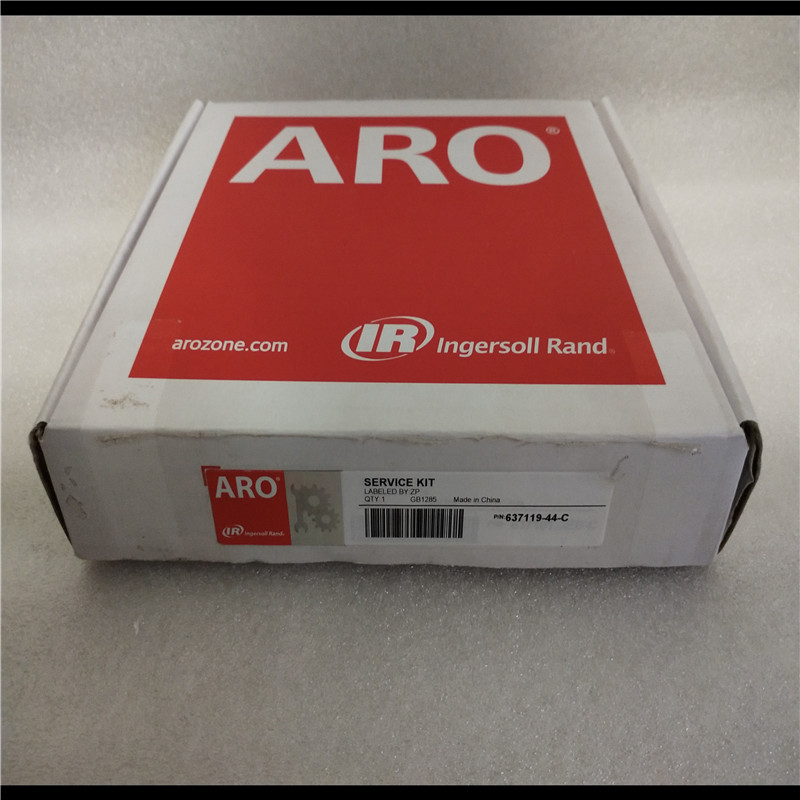 ARO®
arozone.com
IR Ingersoll Rand
ARO
SERVICE KIT
LABELED BY:ZP
QTY.1 GB1285 Made in China
P/N:637119-44-C
IR Ingersoll Rand